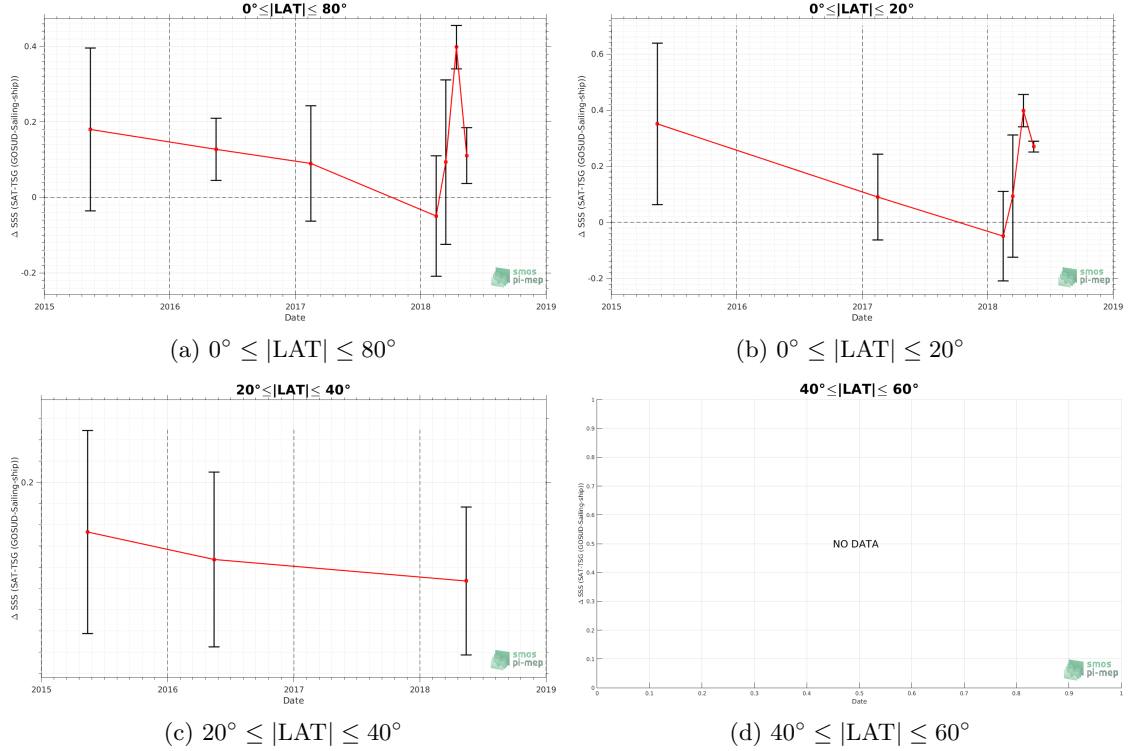 0°≤|LAT|≤ 80°
Δ SSS (SAT-TSG (GOSUD-Sailing-ship))
0.4
0.2
0
-0.2
2015 2016 2017 2018 2019
Date
smos
pi-mep
(a) 0° ≤ |LAT| ≤ 80°
0°≤|LAT|≤ 20°
Δ SSS (SAT-TSG (GOSUD-Sailing-ship))
0.6
0.4
0.2
0
-0.2
2015 2016 2017 2018 2019
Date
smos
pi-mep
(b) 0° ≤ |LAT| ≤ 20°
20°≤|LAT|≤ 40°
Δ SSS (SAT-TSG (GOSUD-Sailing-ship))
0.2
2015 2016 2017 2018 2019
Date
smos
pi-mep
(c) 20° ≤ |LAT| ≤ 40°
40°≤|LAT|≤ 60°
Δ SSS (SAT-TSG (GOSUD-Sailing-ship))
1
0.9
0.8
0.7
0.6
0.5
0.4
0.3
0.2
0.1
0
NO DATA
0 0.1 0.2 0.3 0.4 0.5 0.6 0.7 0.8 0.9 1
Date
smos
pi-mep
(d) 40° ≤ |LAT| ≤ 60°